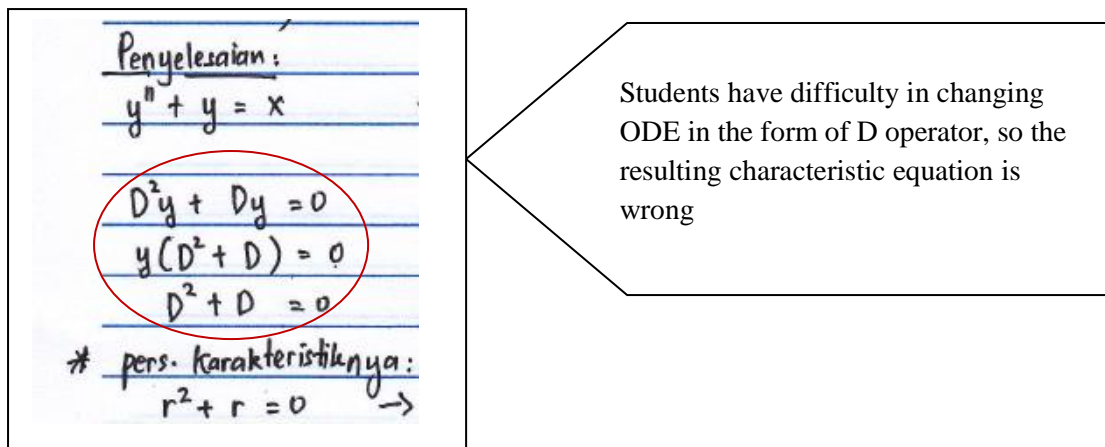 Penyelesaian:
y" + y = x
D²y + Dy = 0
y(D² + D) = 0
D² + D = 0
* pers. karakteristiknya:
r² + r = 0 →
Students have difficulty in changing
ODE in the form of D operator, so the
resulting characteristic equation is
wrong